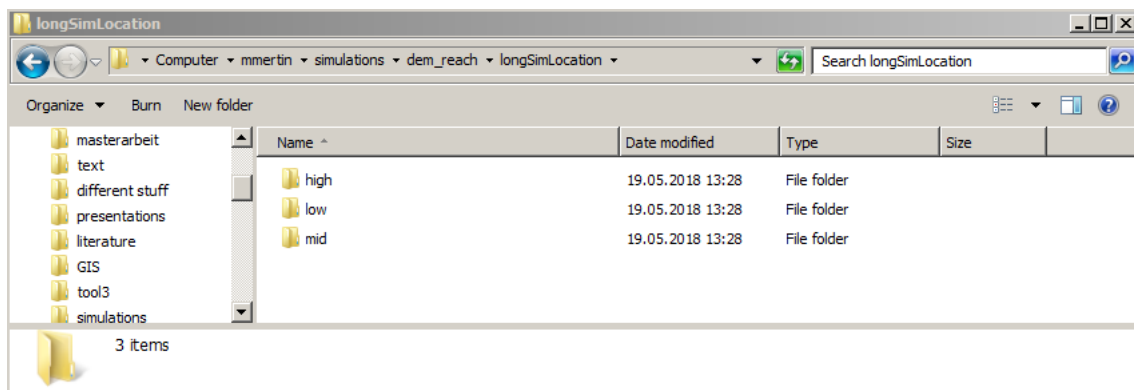 longSimLocation
Computer mmertin simulations dem_reach longSimLocation Search longSimLocation
Organize Burn New folder
masterarbeit
text
different stuff
presentations
literature
GIS
tool3
simulations
Name Date modified Type Size
high 19.05.2018 13:28 File folder
low 19.05.2018 13:28 File folder
mid 19.05.2018 13:28 File folder
3 items